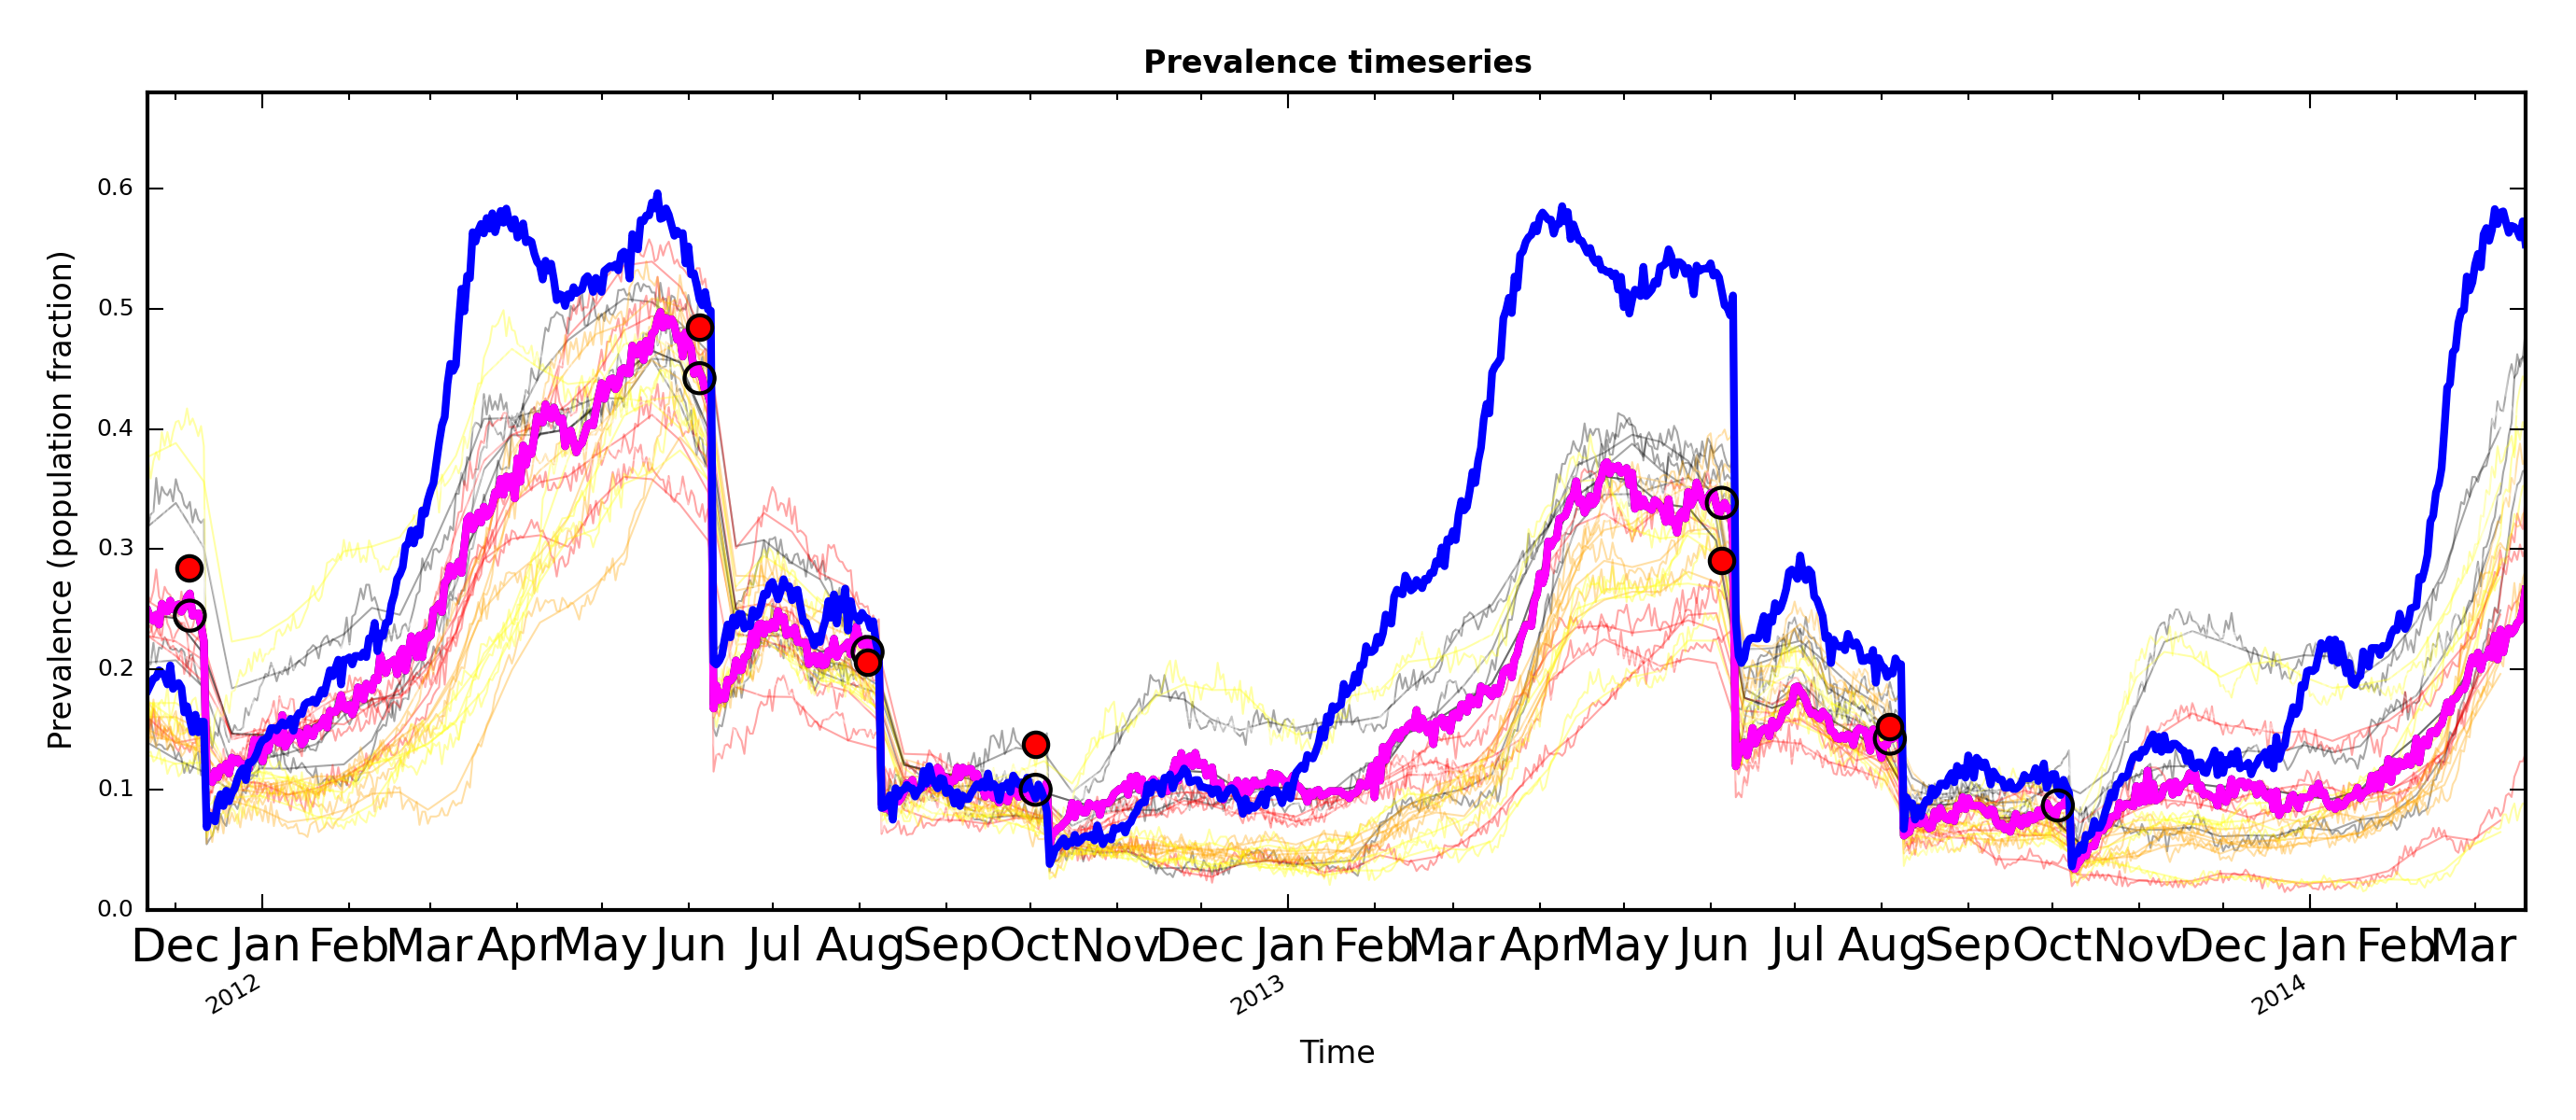 Prevalence timeseries
Prevalence (population fraction)
0.6
0.5
0.4
0.3
0.2
0.1
0.0
Dec Jan Feb Mar Apr May Jun Jul Aug Sep Oct Nov Dec Jan Feb Mar Apr May Jun Jul Aug Sep Oct Nov Dec Jan Feb Mar
2012 2013 2014
Time